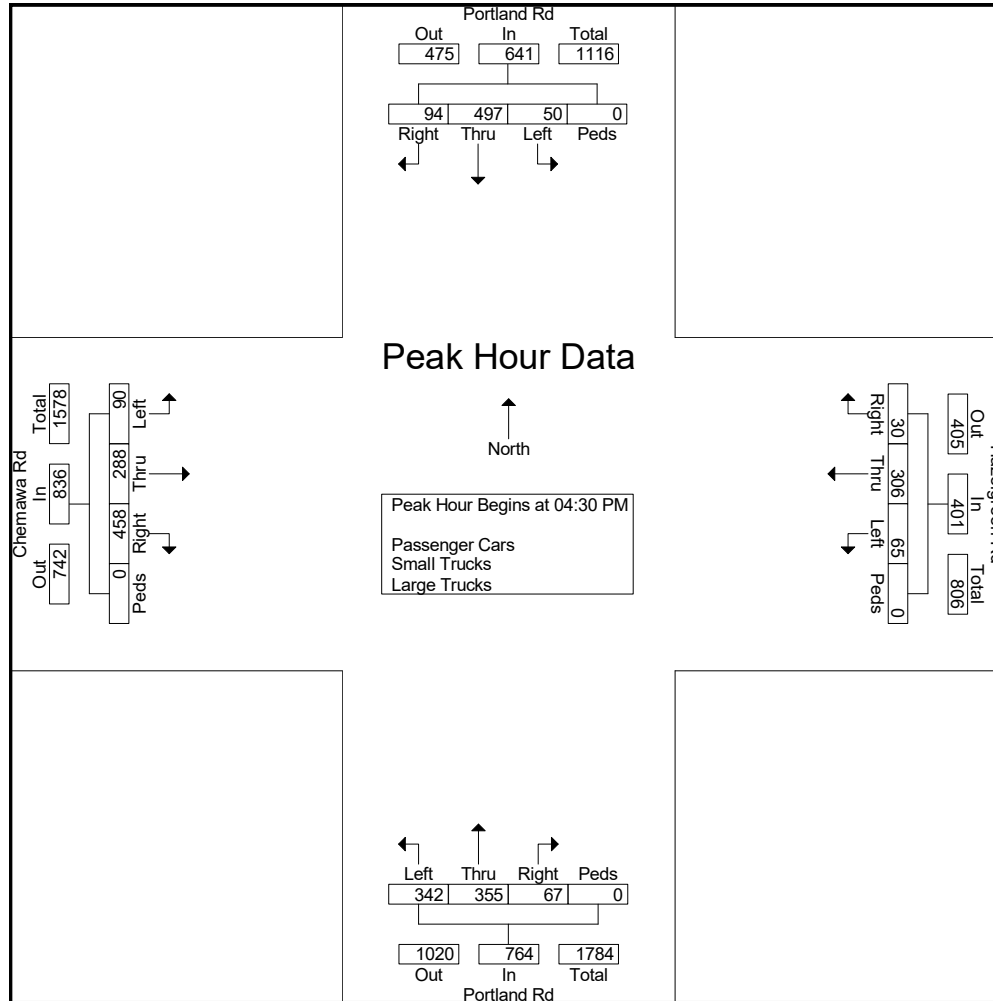 Portland Rd
Out In Total
475 641 1116
94 497 50 0
Right Thru Left Peds
Peak Hour Data
North
Peak Hour Begins at 04:30 PM
Passenger Cars
Small Trucks
Large Trucks
Chemawa Rd
Out In Total
742 836 1578
90 288 458 0
Left Thru Right Peds
Out In Total
405 401 806
30 306 65 0
Right Thru Left Peds
Left Thru Right Peds
342 355 67 0
1020 764 1784
Out In Total
Portland Rd